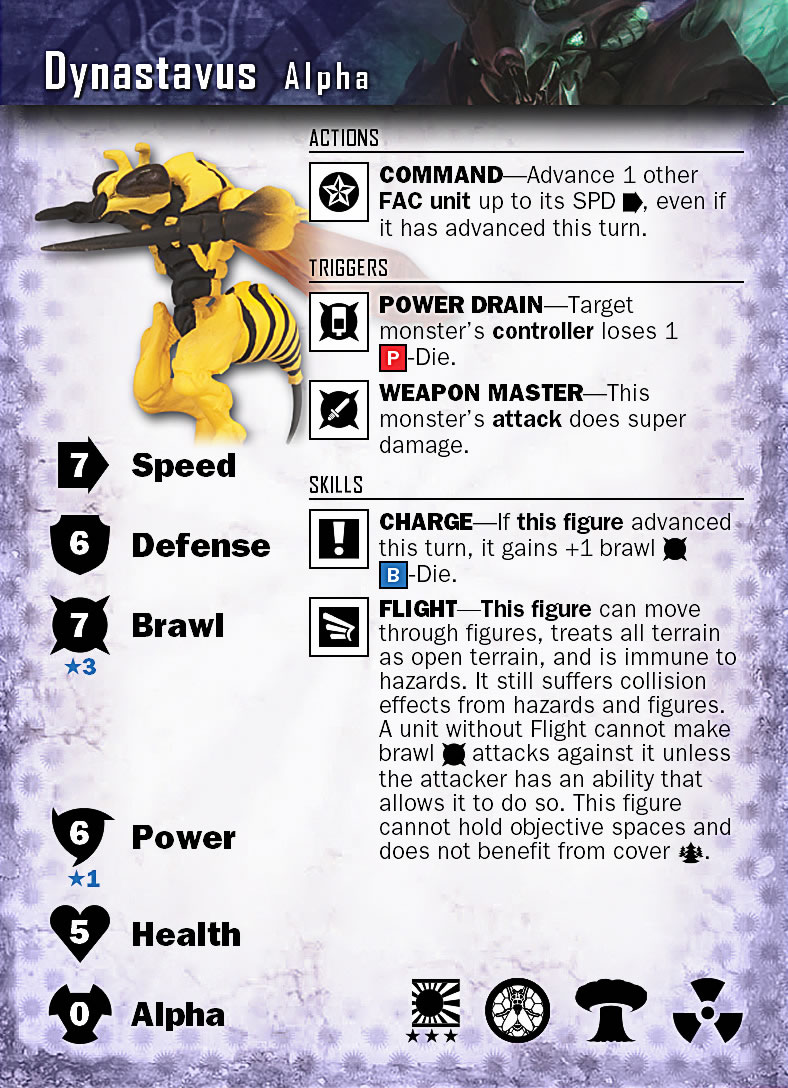 Dynastavus Alpha
ACTIONS
COMMAND—Advance 1 other
FAC unit up to its SPD , even if
it has advanced this turn.
TRIGGERS
POWER DRAIN—Target
monster's controller loses 1
P-Die.
WEAPON MASTER—This
monster's attack does super
damage.
SKILLS
CHARGE—If this figure advanced
this turn, it gains +1 brawl
B-Die.
FLIGHT—This figure can move
through figures, treats all terrain
as open terrain, and is immune to
hazards. It still suffers collision
effects from hazards and figures.
A unit without Flight cannot make
brawl attacks against it unless
the attacker has an ability that
allows it to do so. This figure
cannot hold objective spaces and
does not benefit from cover .
7 Speed
6 Defense
7 Brawl
★3
6 Power
★1
5 Health
0 Alpha